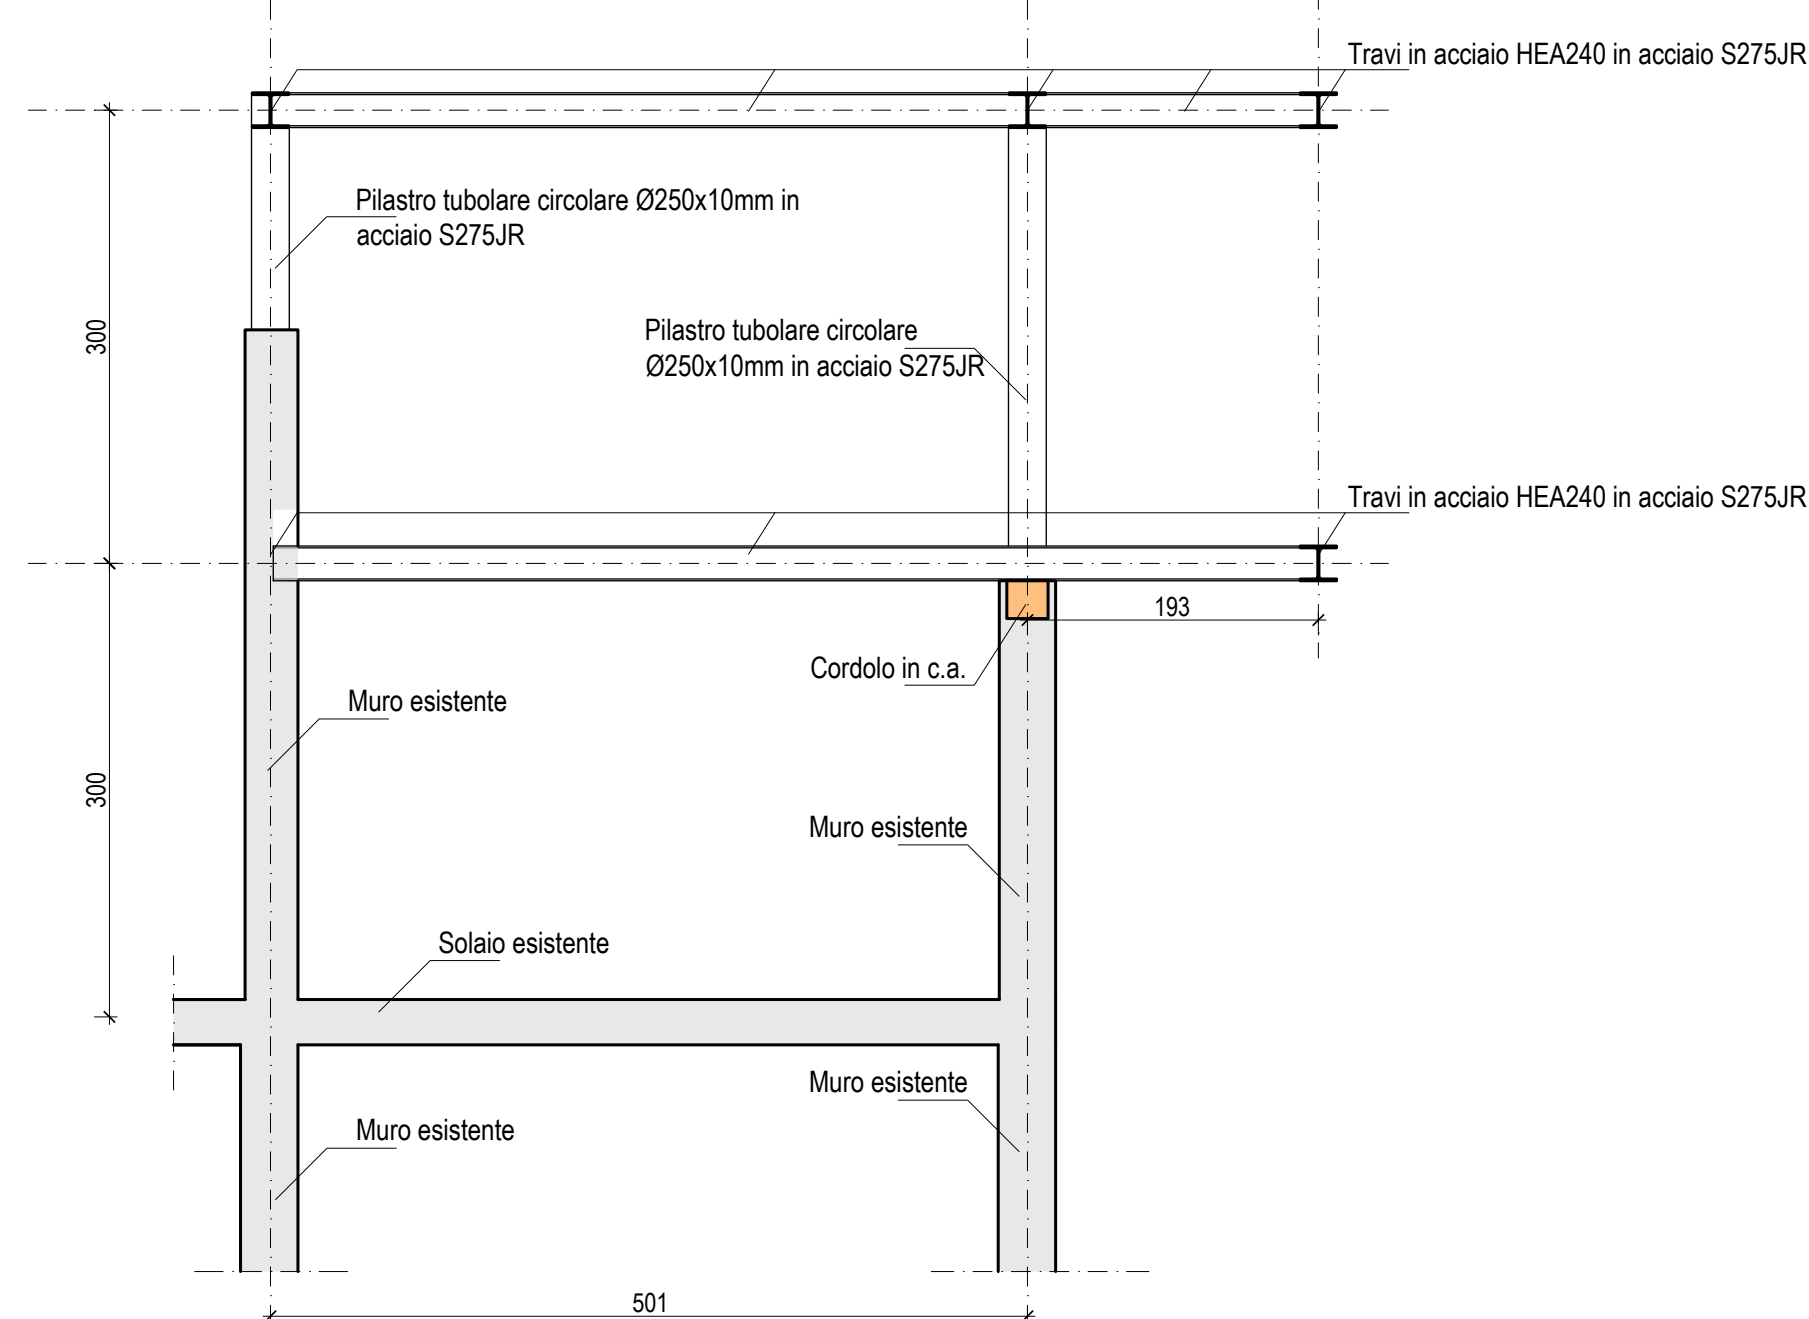 Travi in acciaio HEA240 in acciaio S275JR
Pilastro tubolare circolare Ø250x10mm in
acciaio S275JR
300
Pilastro tubolare circolare
Ø250x10mm in acciaio S275JR
Travi in acciaio HEA240 in acciaio S275JR
193
Cordolo in c.a.
Muro esistente
300
Muro esistente
Solaio esistente
Muro esistente
Muro esistente
501